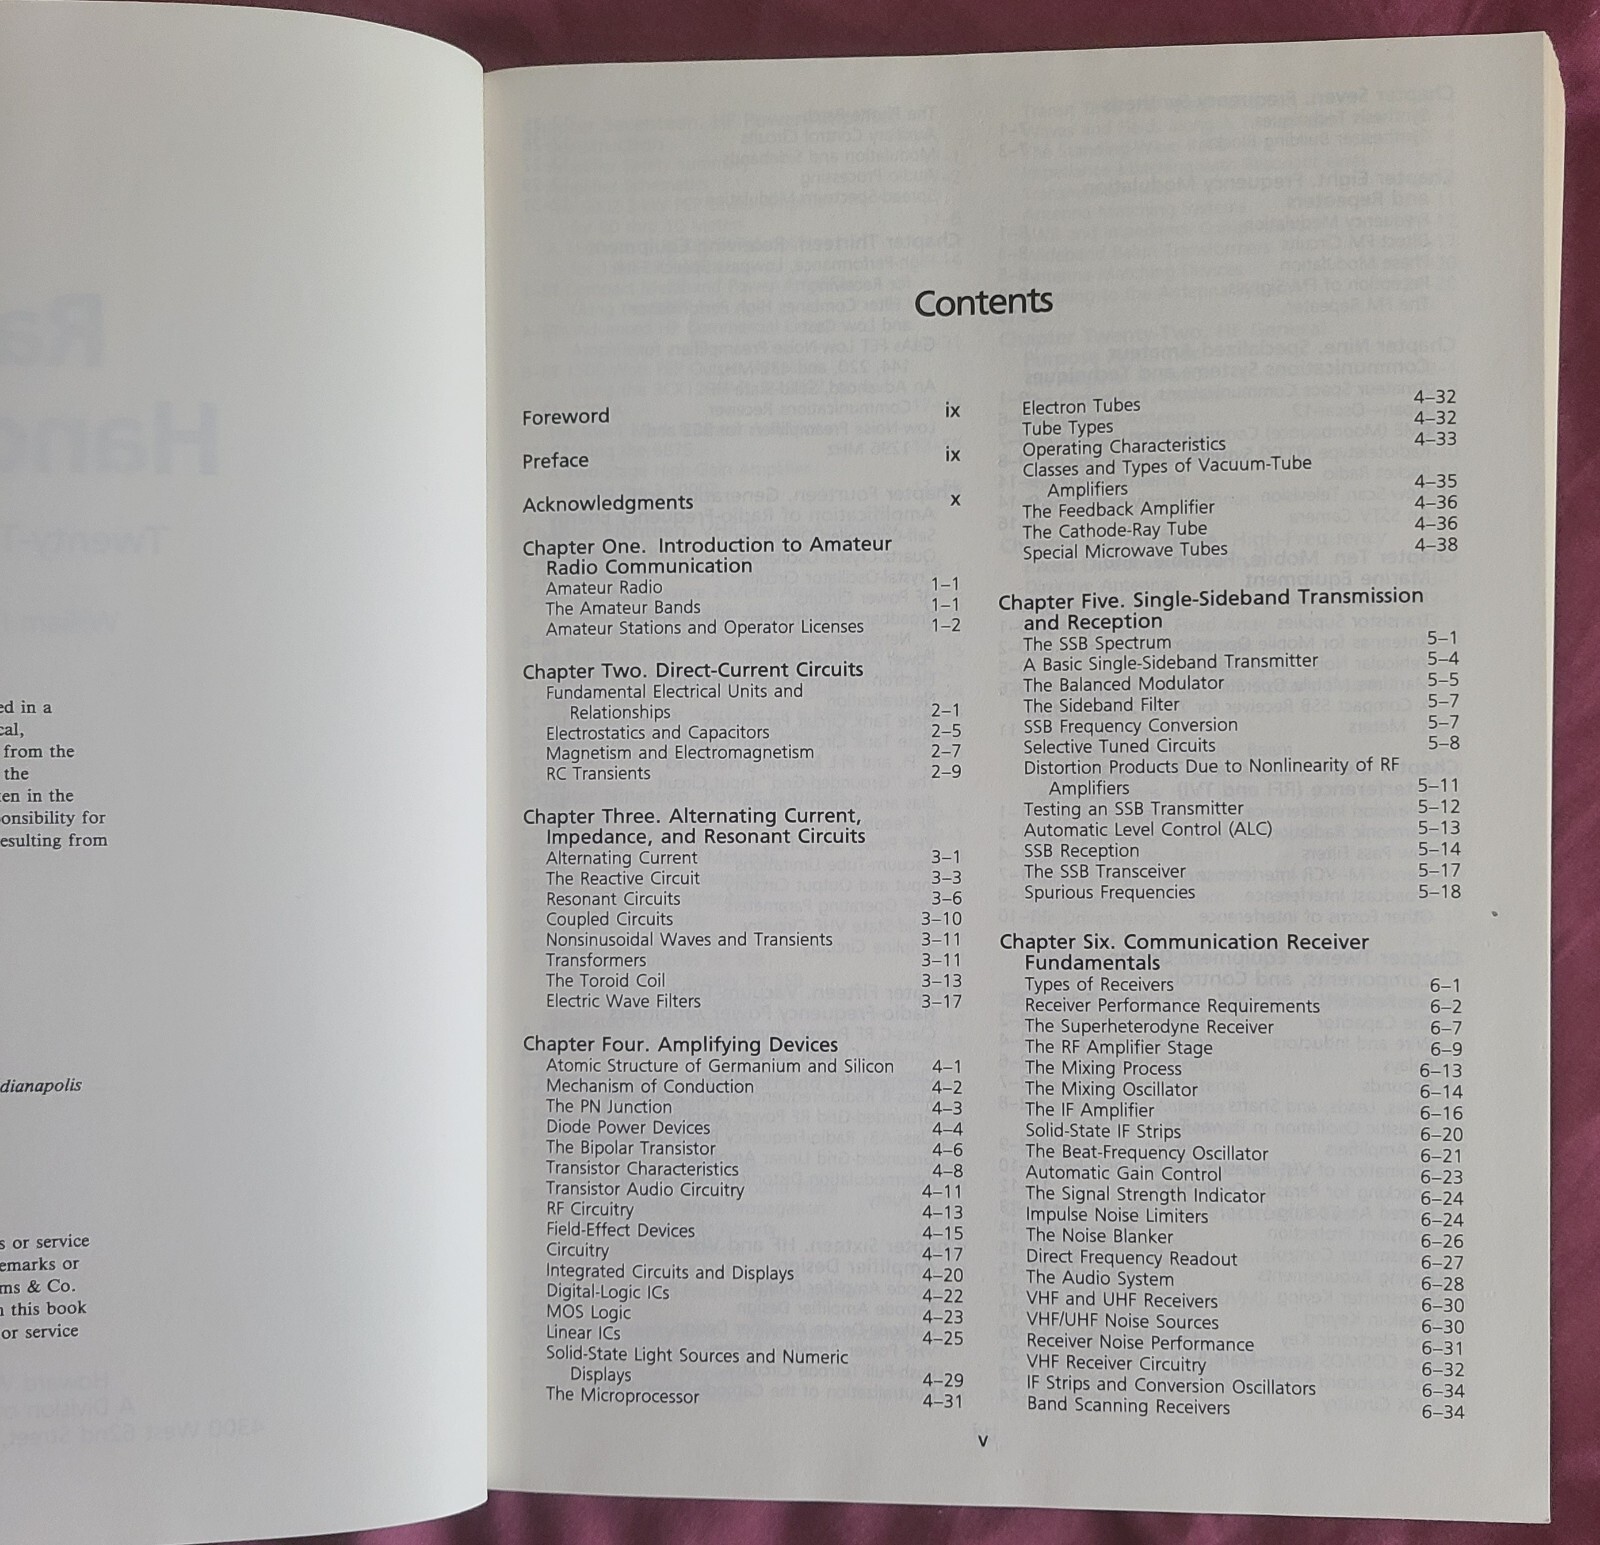 ed in a
cal,
from the
the
en in the
onsibility for
esulting from
dianapolis
s or service
emarks or
ms & Co.
this book
or service
Contents
Foreword ix
Preface ix
Acknowledgments x
Chapter One. Introduction to Amateur
Radio Communication
Amateur Radio 1–1
The Amateur Bands 1–1
Amateur Stations and Operator Licenses 1–2
Chapter Two. Direct-Current Circuits
Fundamental Electrical Units and
Relationships 2–1
Electrostatics and Capacitors 2–5
Magnetism and Electromagnetism 2–7
RC Transients 2–9
Chapter Three. Alternating Current,
Impedance, and Resonant Circuits
Alternating Current 3–1
The Reactive Circuit 3–3
Resonant Circuits 3–6
Coupled Circuits 3–10
Nonsinusoidal Waves and Transients 3–11
Transformers 3–11
The Toroid Coil 3–13
Electric Wave Filters 3–17
Chapter Four. Amplifying Devices
Atomic Structure of Germanium and Silicon 4–1
Mechanism of Conduction 4–2
The PN Junction 4–3
Diode Power Devices 4–4
The Bipolar Transistor 4–6
Transistor Characteristics 4–8
Transistor Audio Circuitry 4–11
RF Circuitry 4–13
Field-Effect Devices 4–15
Circuitry 4–17
Integrated Circuits and Displays 4–20
Digital-Logic ICs 4–22
MOS Logic 4–23
Linear ICs 4–25
Solid-State Light Sources and Numeric
Displays 4–29
The Microprocessor 4–31
Electron Tubes 4–32
Tube Types 4–32
Operating Characteristics 4–33
Classes and Types of Vacuum-Tube
Amplifiers 4–35
The Feedback Amplifier 4–36
The Cathode-Ray Tube 4–36
Special Microwave Tubes 4–38
Chapter Five. Single-Sideband Transmission
and Reception
The SSB Spectrum 5–1
A Basic Single-Sideband Transmitter 5–4
The Balanced Modulator 5–5
The Sideband Filter 5–7
SSB Frequency Conversion 5–7
Selective Tuned Circuits 5–8
Distortion Products Due to Nonlinearity of RF
Amplifiers 5–11
Testing an SSB Transmitter 5–12
Automatic Level Control (ALC) 5–13
SSB Reception 5–14
The SSB Transceiver 5–17
Spurious Frequencies 5–18
Chapter Six. Communication Receiver
Fundamentals
Types of Receivers 6–1
Receiver Performance Requirements 6–2
The Superheterodyne Receiver 6–7
The RF Amplifier Stage 6–9
The Mixing Process 6–13
The Mixing Oscillator 6–14
The IF Amplifier 6–16
Solid-State IF Strips 6–20
The Beat-Frequency Oscillator 6–21
Automatic Gain Control 6–23
The Signal Strength Indicator 6–24
Impulse Noise Limiters 6–24
The Noise Blanker 6–26
Direct Frequency Readout 6–27
The Audio System 6–28
VHF and UHF Receivers 6–30
VHF/UHF Noise Sources 6–30
Receiver Noise Performance 6–31
VHF Receiver Circuitry 6–32
IF Strips and Conversion Oscillators 6–34
Band Scanning Receivers 6–34
v